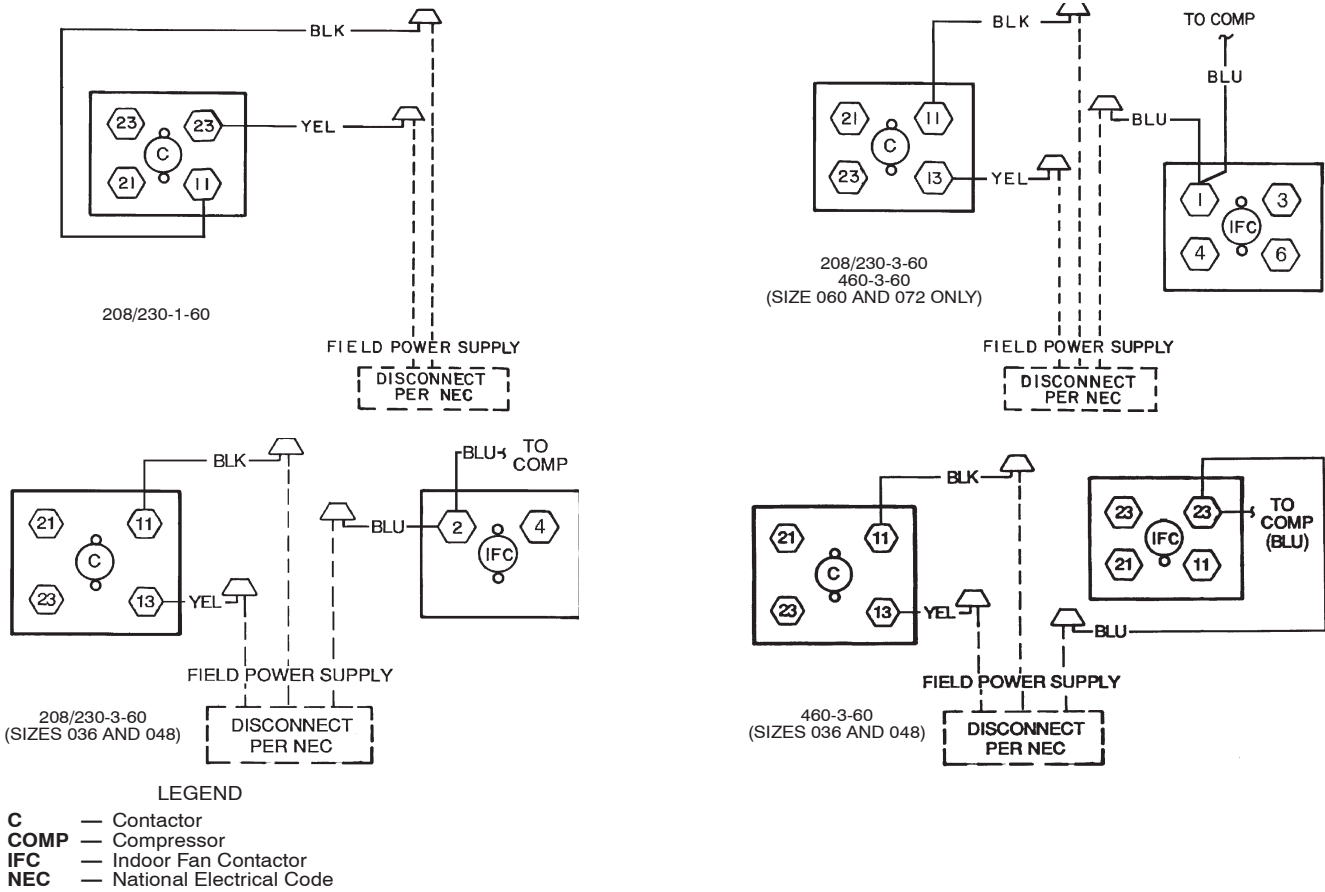 BLK
23
23
YEL
C
21
11
208/230-1-60
FIELD POWER SUPPLY
DISCONNECT
PER NEC
TO COMP
BLK
BLU
BLU
21
11
C
23
13
YEL
1
3
IFC
4
6
208/230-3-60
460-3-60
(SIZE 060 AND 072 ONLY)
FIELD POWER SUPPLY
DISCONNECT
PER NEC
BLK
BLU
TO
COMP
21
11
C
23
13
YEL
BLU
2
4
IFC
FIELD POWER SUPPLY
208/230-3-60
(SIZES 036 AND 048)
DISCONNECT
PER NEC
BLK
21
11
C
23
13
YEL
23
23
IFC
21
11
TO
COMP
(BLU)
BLU
FIELD POWER SUPPLY
460-3-60
(SIZES 036 AND 048)
DISCONNECT
PER NEC
LEGEND
C — Contactor
COMP — Compressor
IFC — Indoor Fan Contactor
NEC — National Electrical Code